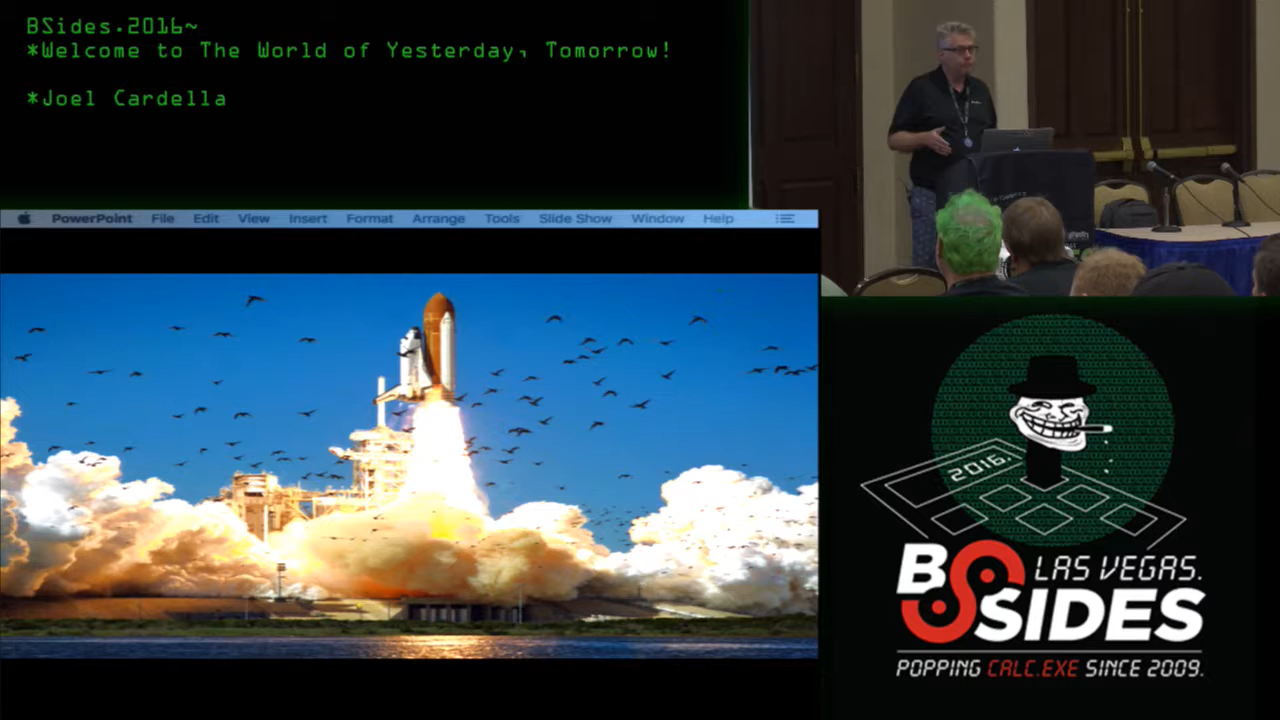 BSides.2016~
*Welcome to The World of Yesterday, Tomorrow!
*Joel Cardella
PowerPoint File Edit View Insert Format Arrange Tools Slide Show Window Help
2016.
BSIDES
LAS VEGAS.
POPPING CALC.EXE SINCE 2009.